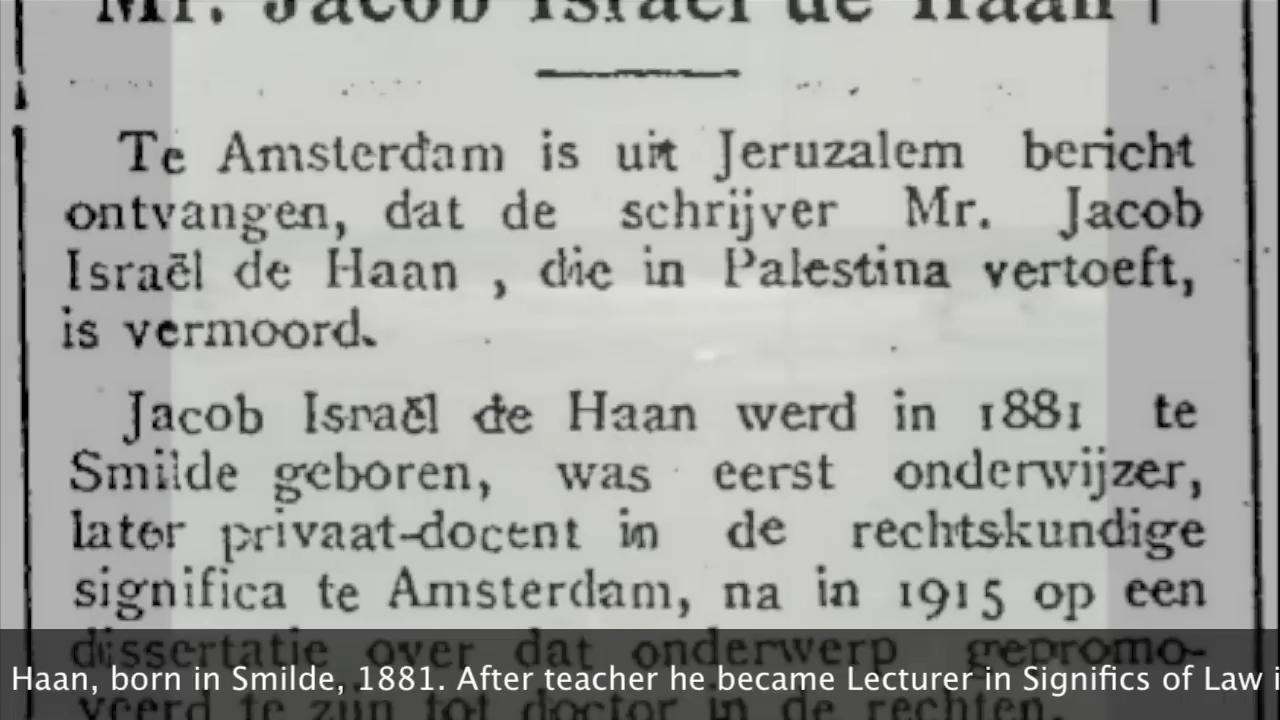 Mr. Jacob Israël de Haan †
Te Amsterdam is uit Jeruzalem bericht
ontvangen, dat de schrijver Mr. Jacob
Israël de Haan , die in Palestina vertoeft,
is vermoord.
Jacob Israël de Haan werd in 1881 te
Smilde geboren, was eerst onderwijzer,
later privaat-docent in de rechtskundige
significa te Amsterdam, na in 1915 op een
dissertatie over dat onderwerp gepromo-
veerd te zijn tot doctor in de rechten.
Haan, born in Smilde, 1881. After teacher he became Lecturer in Significs of Law i